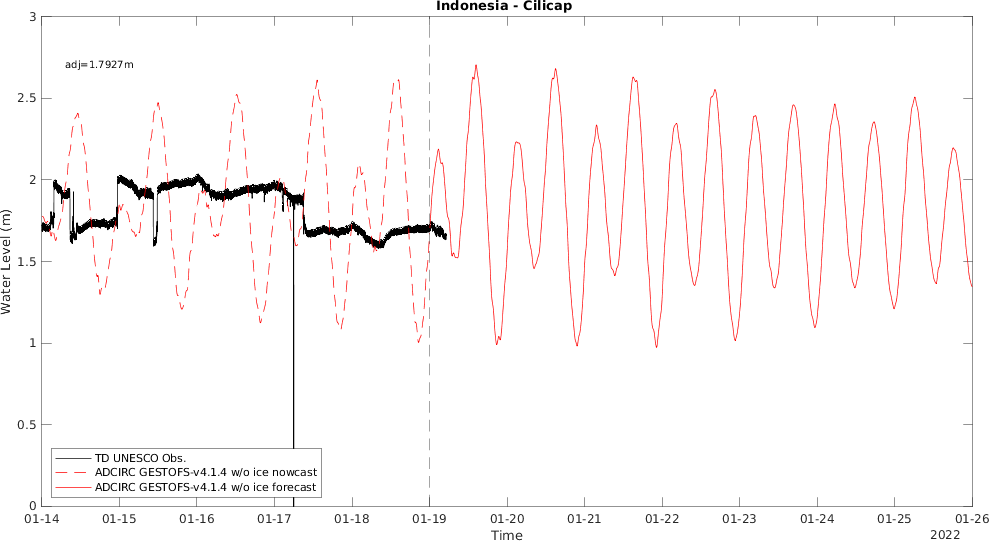 Indonesia - Cilicap
adj=1.7927m
3
2.5
2
1.5
1
0.5
0
Water Level (m)
TD UNESCO Obs.
ADCIRC GESTOFS-v4.1.4 w/o ice nowcast
ADCIRC GESTOFS-v4.1.4 w/o ice forecast
01-14 01-15 01-16 01-17 01-18 01-19 01-20 01-21 01-22 01-23 01-24 01-25 01-26
Time
2022